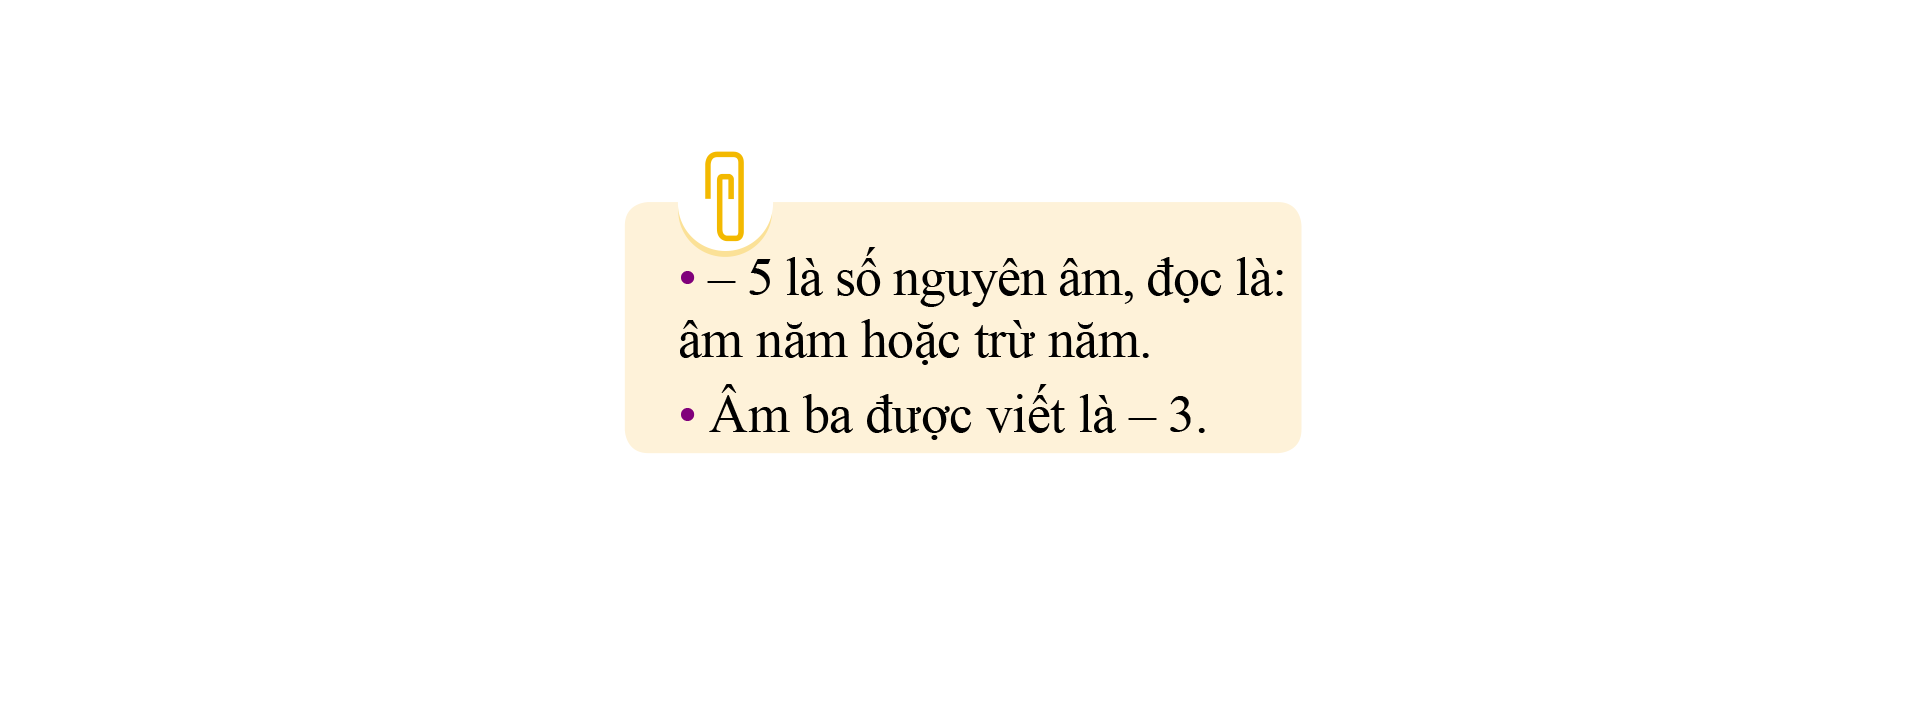 • – 5 là số nguyên âm, đọc là:
âm năm hoặc trừ năm.
• Âm ba được viết là – 3.